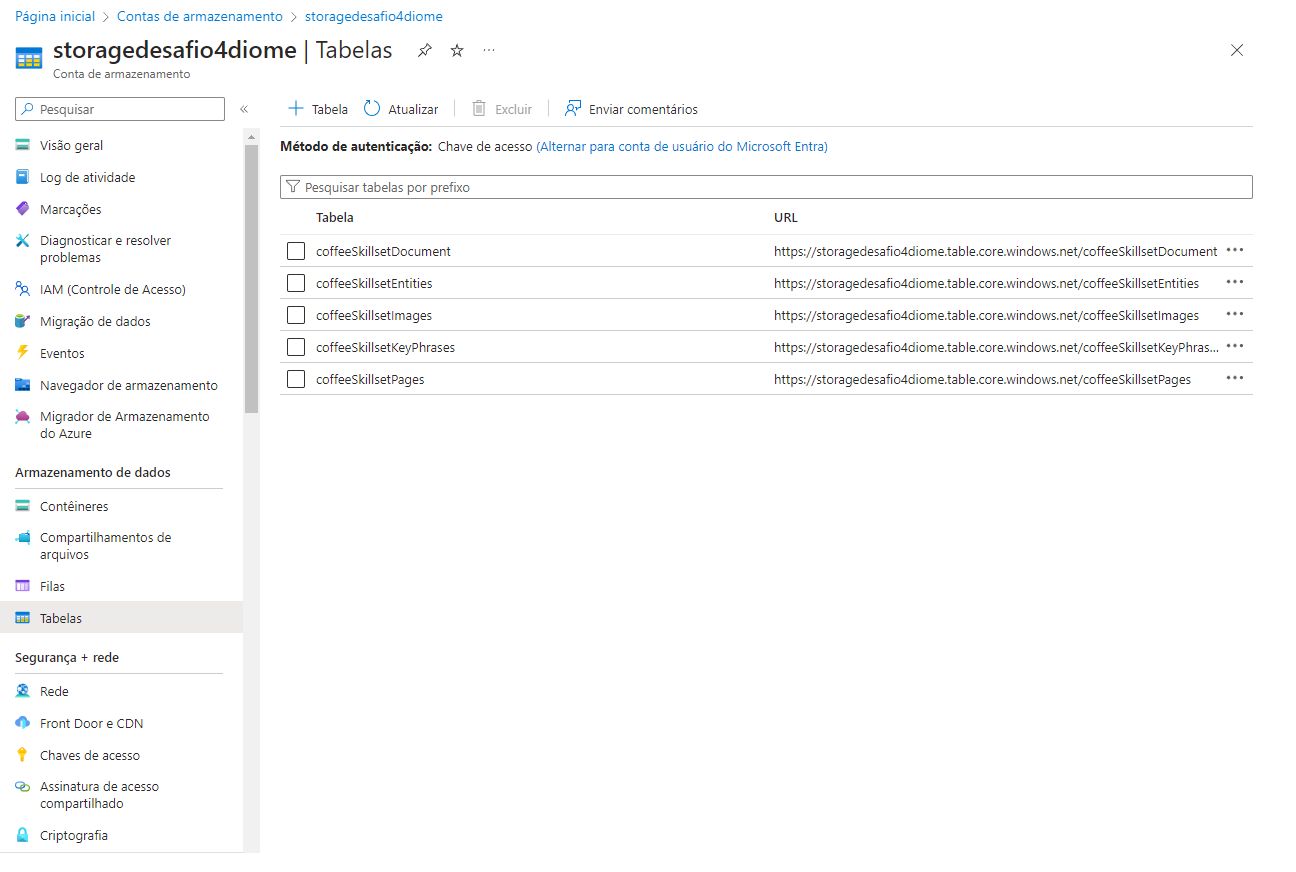 Página inicial > Contas de armazenamento > storagedesafio4diome
storagedesafio4diome | Tabelas
Conta de armazenamento
Pesquisar
Visão geral
Log de atividade
Marcações
Diagnosticar e resolver
problemas
IAM (Controle de Acesso)
Migração de dados
Eventos
Navegador de armazenamento
Migrador de Armazenamento
do Azure
Armazenamento de dados
Contêineres
Compartilhamentos de
arquivos
Filas
Tabelas
Segurança + rede
Rede
Front Door e CDN
Chaves de acesso
Assinatura de acesso
compartilhado
Criptografia
Tabela Atualizar Excluir Enviar comentários
Método de autenticação: Chave de acesso (Alternar para conta de usuário do Microsoft Entra)
Pesquisar tabelas por prefixo
Tabela URL
coffeeSkillsetDocument https://storagedesafio4diome.table.core.windows.net/coffeeSkillsetDocument
coffeeSkillsetEntities https://storagedesafio4diome.table.core.windows.net/coffeeSkillsetEntities
coffeeSkillsetImages https://storagedesafio4diome.table.core.windows.net/coffeeSkillsetImages
coffeeSkillsetKeyPhrases https://storagedesafio4diome.table.core.windows.net/coffeeSkillsetKeyPhras...
coffeeSkillsetPages https://storagedesafio4diome.table.core.windows.net/coffeeSkillsetPages